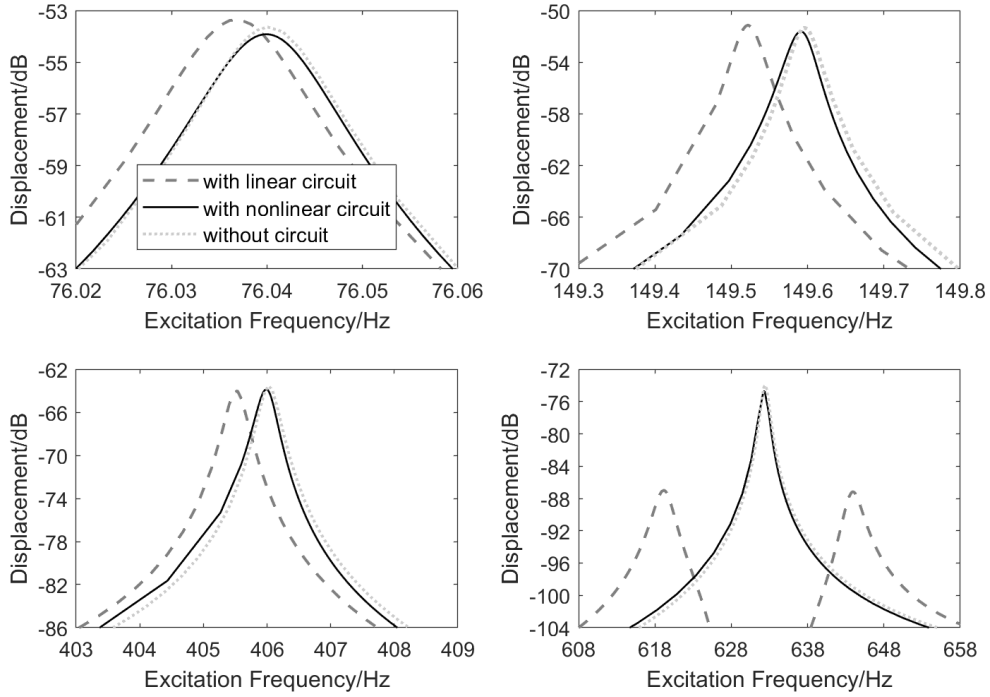 -53
-55
-57
-59
-61
-63
Displacement/dB
with linear circuit
with nonlinear circuit
without circuit
76.02 76.03 76.04 76.05 76.06
Excitation Frequency/Hz
-50
-54
-58
-62
-66
-70
Displacement/dB
149.3 149.4 149.5 149.6 149.7 149.8
Excitation Frequency/Hz
-62
-66
-70
-74
-78
-82
-86
Displacement/dB
403 404 405 406 407 408 409
Excitation Frequency/Hz
-72
-76
-80
-84
-88
-92
-96
-100
-104
Displacement/dB
608 618 628 638 648 658
Excitation Frequency/Hz